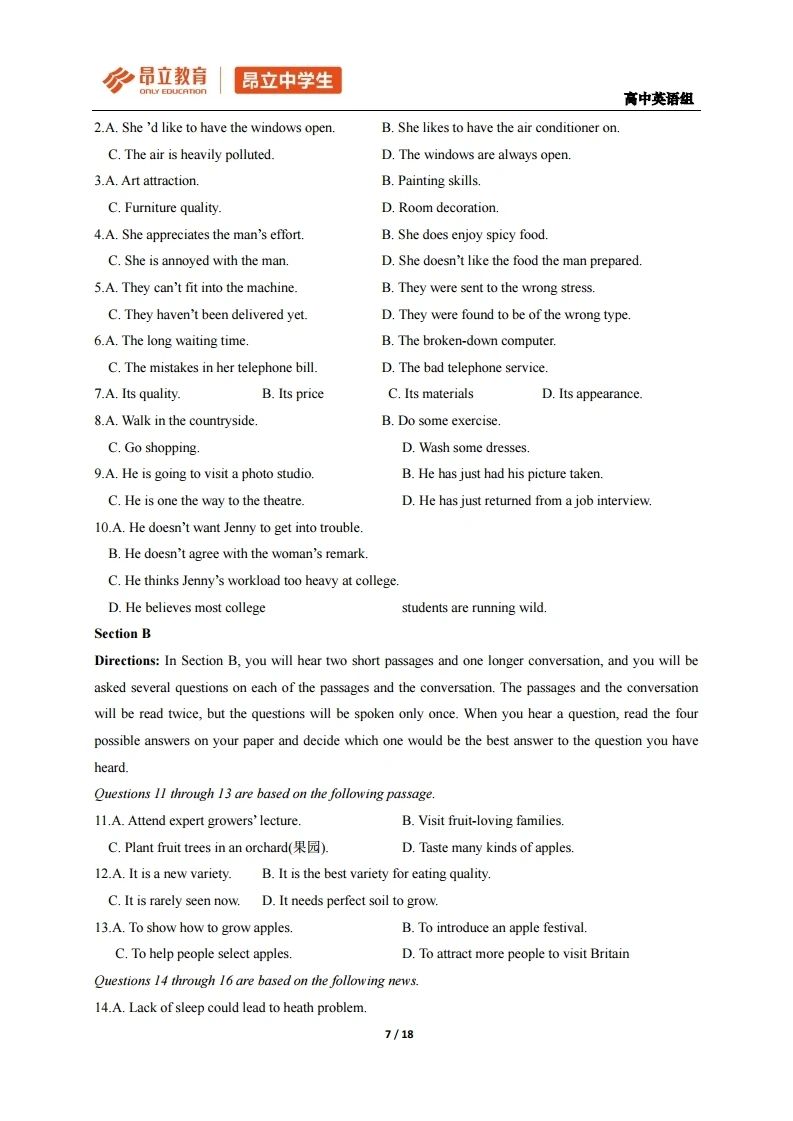 昂立教育
ONLY EDUCATION
昂立中学生
高中英语组
2.A. She ’d like to have the windows open. B. She likes to have the air conditioner on.
C. The air is heavily polluted. D. The windows are always open.
3.A. Art attraction. B. Painting skills.
C. Furniture quality. D. Room decoration.
4.A. She appreciates the man’s effort. B. She does enjoy spicy food.
C. She is annoyed with the man. D. She doesn’t like the food the man prepared.
5.A. They can’t fit into the machine. B. They were sent to the wrong stress.
C. They haven’t been delivered yet. D. They were found to be of the wrong type.
6.A. The long waiting time. B. The broken-down computer.
C. The mistakes in her telephone bill. D. The bad telephone service.
7.A. Its quality. B. Its price C. Its materials D. Its appearance.
8.A. Walk in the countryside. B. Do some exercise.
C. Go shopping. D. Wash some dresses.
9.A. He is going to visit a photo studio. B. He has just had his picture taken.
C. He is one the way to the theatre. D. He has just returned from a job interview.
10.A. He doesn’t want Jenny to get into trouble.
B. He doesn’t agree with the woman’s remark.
C. He thinks Jenny’s workload too heavy at college.
D. He believes most college students are running wild.
Section B
Directions: In Section B, you will hear two short passages and one longer conversation, and you will be
asked several questions on each of the passages and the conversation. The passages and the conversation
will be read twice, but the questions will be spoken only once. When you hear a question, read the four
possible answers on your paper and decide which one would be the best answer to the question you have
heard.
Questions 11 through 13 are based on the following passage.
11.A. Attend expert growers’ lecture. B. Visit fruit-loving families.
C. Plant fruit trees in an orchard(果园). D. Taste many kinds of apples.
12.A. It is a new variety. B. It is the best variety for eating quality.
C. It is rarely seen now. D. It needs perfect soil to grow.
13.A. To show how to grow apples. B. To introduce an apple festival.
C. To help people select apples. D. To attract more people to visit Britain
Questions 14 through 16 are based on the following news.
14.A. Lack of sleep could lead to heath problem.
7 / 18